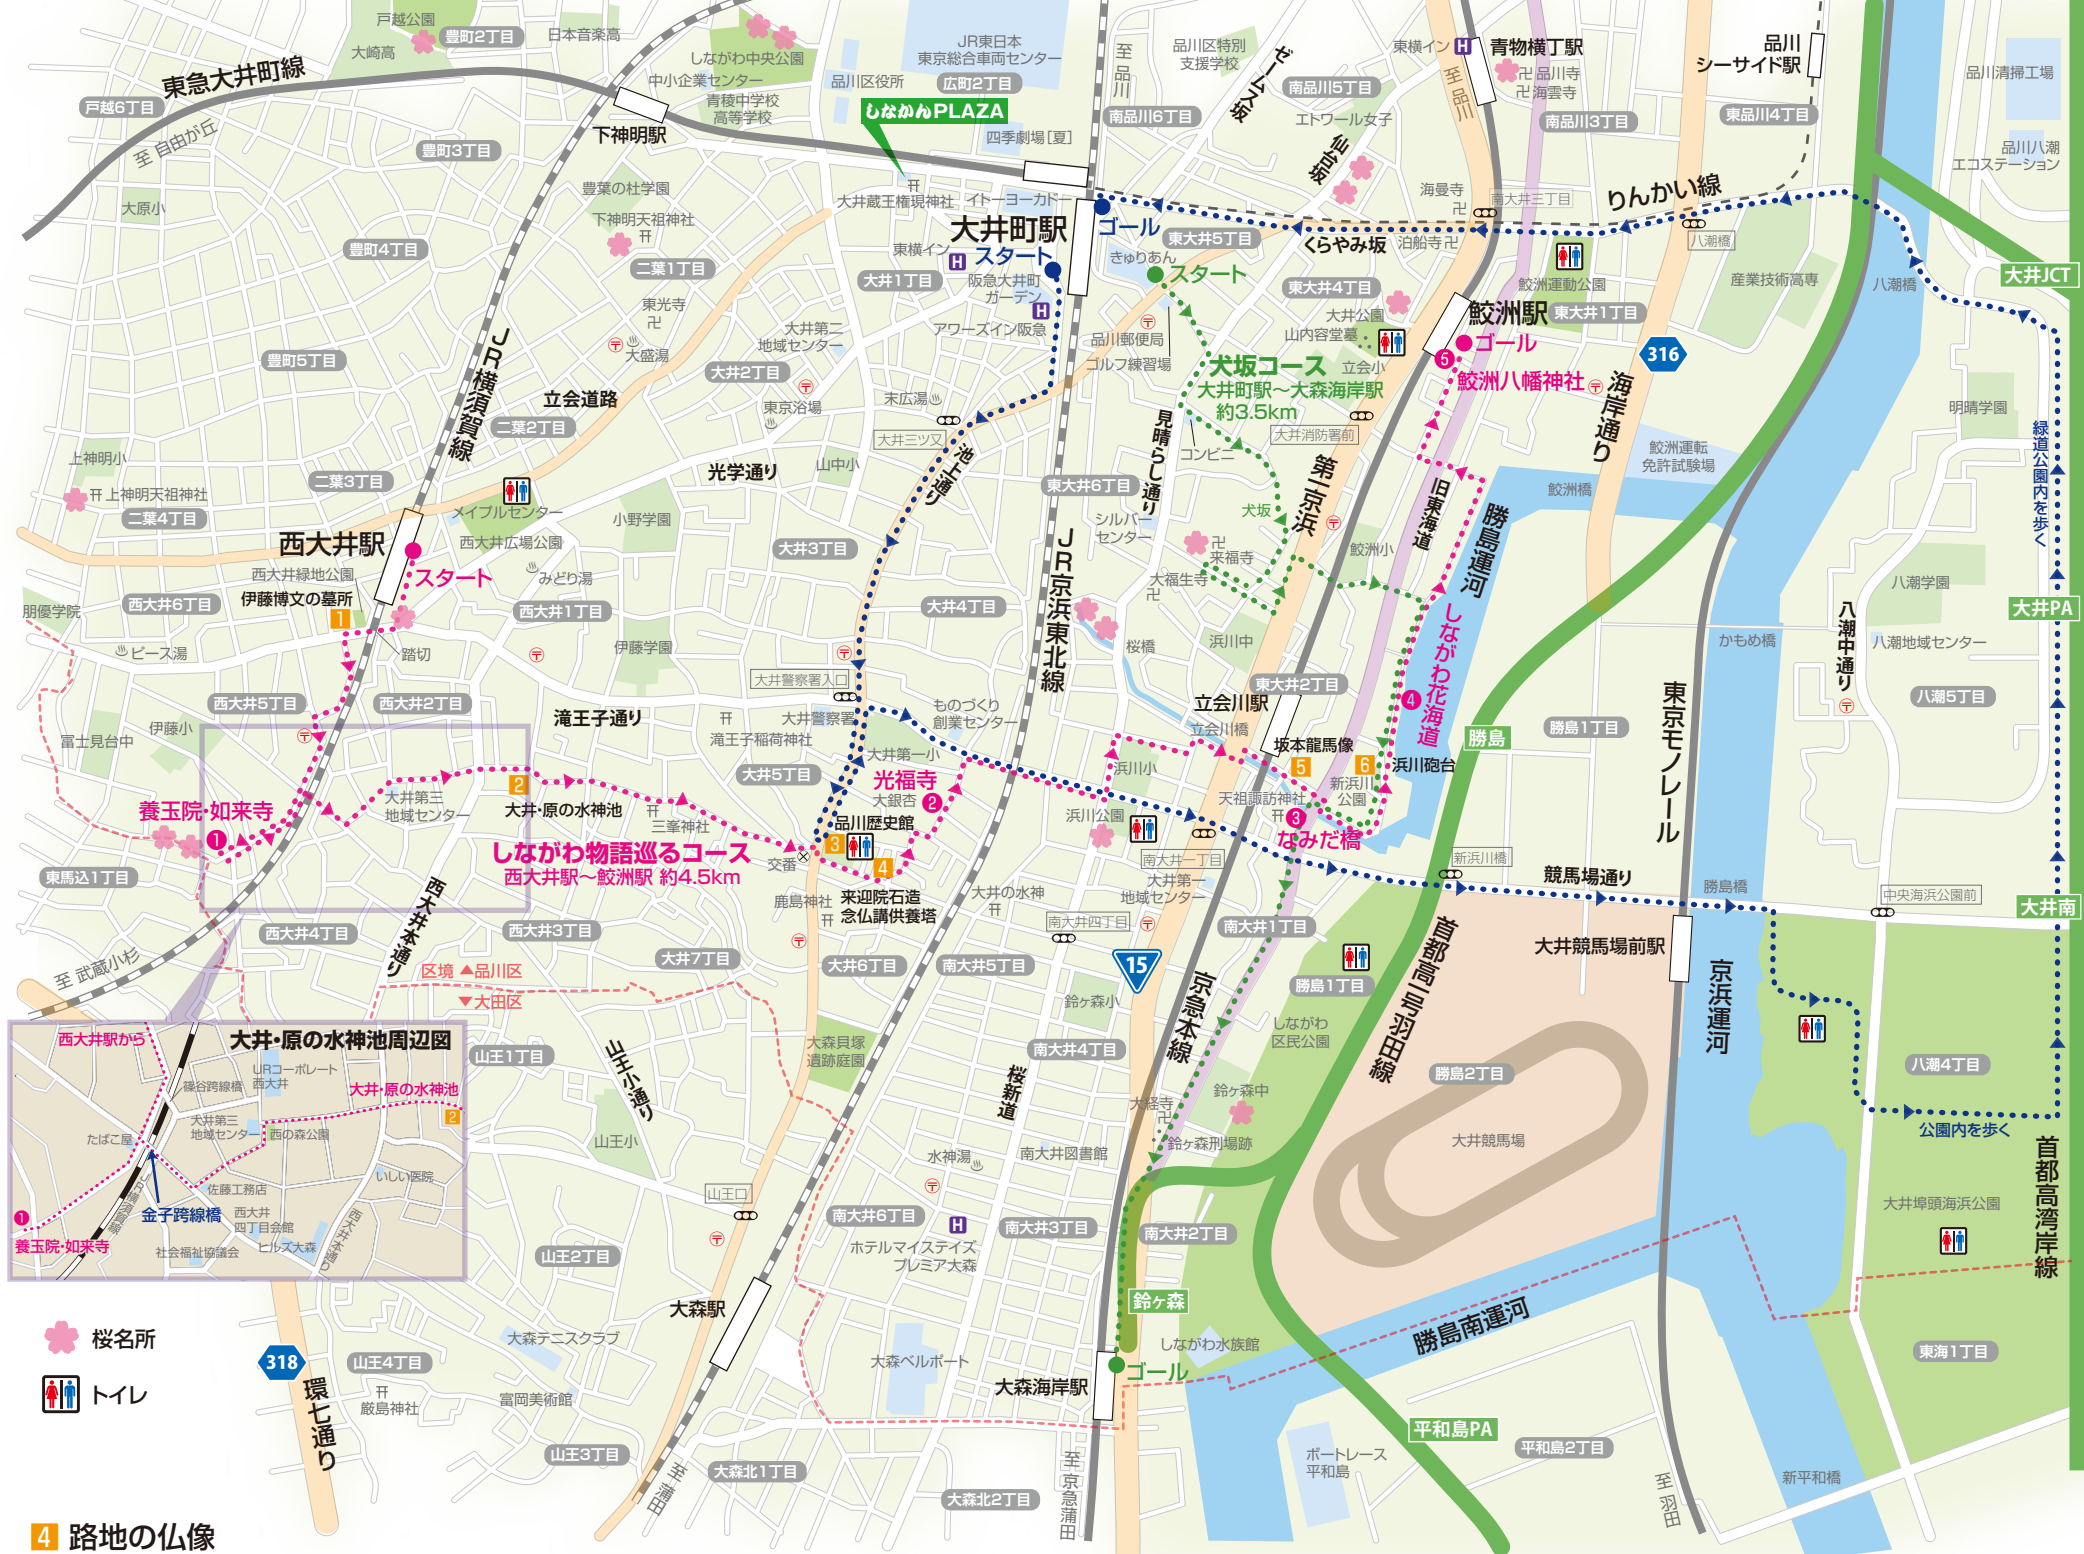 戸越公園
大崎高
豊町2丁目
日本音楽高
しながわ中央公園
中小企業センター
青稜中学校
高等学校
品川区役所
JR東日本
東京総合車両センター
広町2丁目
しなかんPLAZA
四季劇場[夏]
至 品川
品川区特別
支援学校
ゼームス坂
南品川5丁目
エトワール女子
仙台坂
南品川6丁目
東横イン
H
青物横丁駅
至 品川
品川寺
海雲寺
南品川3丁目
品川
シーサイド駅
東品川4丁目
品川清掃工場
品川八潮
エコステーション
東急大井町線
戸越6丁目
至 自由が丘
下神明駅
豊町3丁目
豊葉の杜学園
下神明天祖神社
大原小
豊町4丁目
二葉1丁目
東光寺
大盛湯
大井蔵王権現神社
イトーヨーカドー
大井町駅
スタート
ゴール
東横イン
H
阪急大井町
ガーデン
H
アワーズイン阪急
大井1丁目
きゅりあん
スタート
東大井5丁目
くらやみ坂
泊船寺
海晏寺
南大井三丁目
りんかい線
八潮橋
大井JCT
八潮橋
産業技術高専
鮫洲運動公園
東大井1丁目
東大井4丁目
大井公園
山内容堂墓
立会小
鮫洲駅
ゴール
5
鮫洲八幡神社
316
海岸通り
品川郵便局
ゴルフ練習場
犬坂コース
大井町駅～大森海岸駅
約3.5km
大井消防署前
豊町5丁目
JR横須賀線
立会道路
大井第二
地域センター
大井2丁目
東京浴場
末広湯
大井三ツ又
二葉2丁目
光学通り
山中小
池上通り
見晴らし通り
コンビニ
東大井6丁目
シルバー
センター
犬坂
第一京浜
旧東海道
鮫洲橋
鮫洲運転
免許試験場
明晴学園
緑道公園内を歩く
上神明小
上神明天祖神社
二葉3丁目
二葉4丁目
メイプルセンター
小野学園
西大井駅
スタート
西大井広場公園
みどり湯
大井3丁目
来福寺
大福生寺
鮫洲小
勝島運河
八潮学園
西大井緑地公園
伊藤博文の墓所
1
西大井6丁目
西大井1丁目
大井4丁目
JR京浜東北線
桜橋
浜川中
しながわ花海道
4
かもめ橋
八潮中通り
八潮地域センター
大井PA
朋優学院
ピース湯
踏切
伊藤学園
大井警察署入口
西大井5丁目
西大井2丁目
滝王子通り
滝王子稲荷神社
大井警察署
ものづくり
創業センター
東大井2丁目
立会川駅
立会川橋
坂本龍馬像
5
6
浜川砲台
勝島
勝島1丁目
東京モノレール
八潮5丁目
富士見台中
伊藤小
大井第三
地域センター
2
大井・原の水神池
大井5丁目
大井第一小
光福寺
大銀杏
2
浜川小
浜川公園
天祖諏訪神社
新浜川
公園
3
なみだ橋
養玉院・如来寺
1
三峯神社
交番
品川歴史館
3
4
来迎院石造
念仏講供養塔
しながわ物語巡るコース
西大井駅～鮫洲駅 約4.5km
南大井一丁目
新浜川橋
競馬場通り
勝島橋
中央海浜公園前
大井南
東馬込1丁目
西大井4丁目
西大井本通り
西大井3丁目
鹿島神社
大井の水神
南大井四丁目
大井第一
地域センター
南大井1丁目
至 武蔵小杉
区境 ▲品川区
▼大田区
大井7丁目
大井6丁目
南大井5丁目
15
京急本線
勝島1丁目
首都高一号羽田線
大井競馬場前駅
京浜運河
鈴ヶ森小
しながわ
区民公園
大井・原の水神池周辺図
西大井駅から
URコーポレート
西大井
篠谷跨線橋
大井・原の水神池
2
大井第三
地域センター
西の森公園
たばこ屋
佐藤工務店
いしい医院
JR横須賀線
金子跨線橋
西大井
四丁目会館
1
養玉院・如来寺
社会福祉協議会
ヒルズ大森
西大井本通り
山王1丁目
山王小通り
大森貝塚
遺跡庭園
南大井4丁目
桜新道
大経寺
鈴ヶ森中
鈴ヶ森刑場跡
勝島2丁目
大井競馬場
八潮4丁目
公園内を歩く
首都高湾岸線
山王小
水神湯
南大井図書館
山王口
南大井6丁目
H
南大井3丁目
南大井2丁目
大井埠頭海浜公園
山王2丁目
ホテルマイステイズ
プレミア大森
大森駅
鈴ヶ森
勝島南運河
桜名所
318
環七通り
山王4丁目
大森テニスクラブ
大森ベルポート
しながわ水族館
ゴール
大森海岸駅
東海1丁目
トイレ
厳島神社
富岡美術館
山王3丁目
至 蒲田
大森北1丁目
大森北2丁目
至 京急蒲田
ボートレース
平和島
平和島PA
平和島2丁目
至 羽田
新平和橋
4 路地の仏像